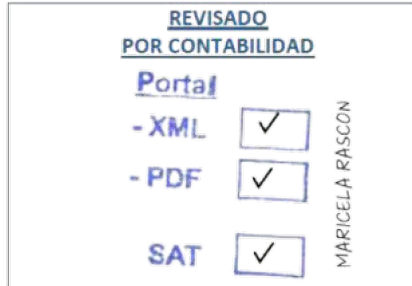 REVISADO
POR CONTABILIDAD
Portal
- XML ✓
- PDF ✓
SAT ✓
MARICELA RASCON